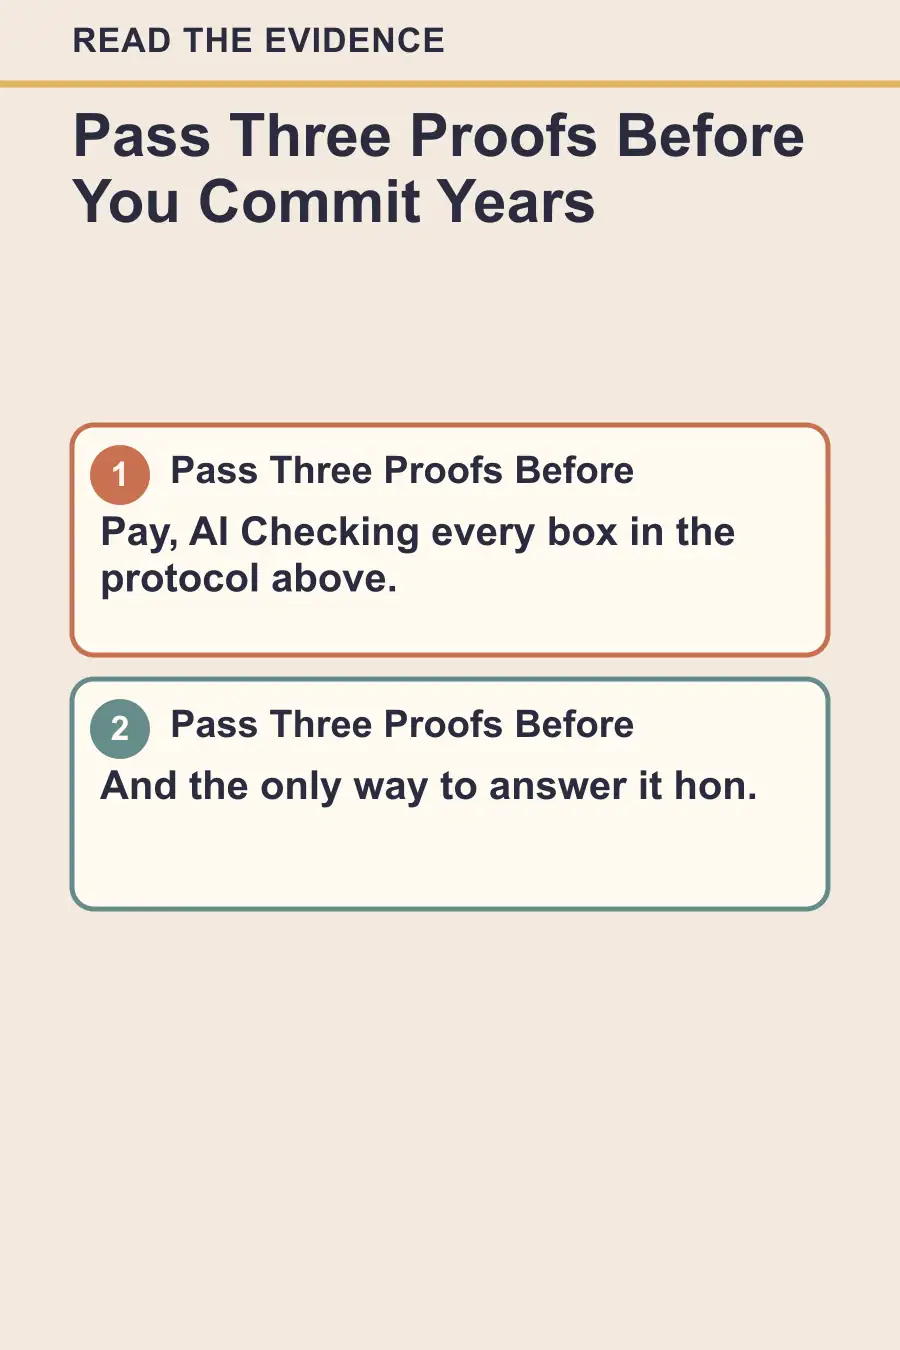 READ THE EVIDENCE
Pass Three Proofs Before
You Commit Years
1
Pass Three Proofs Before
Pay, AI Checking every box in the
protocol above.
2
Pass Three Proofs Before
And the only way to answer it hon.